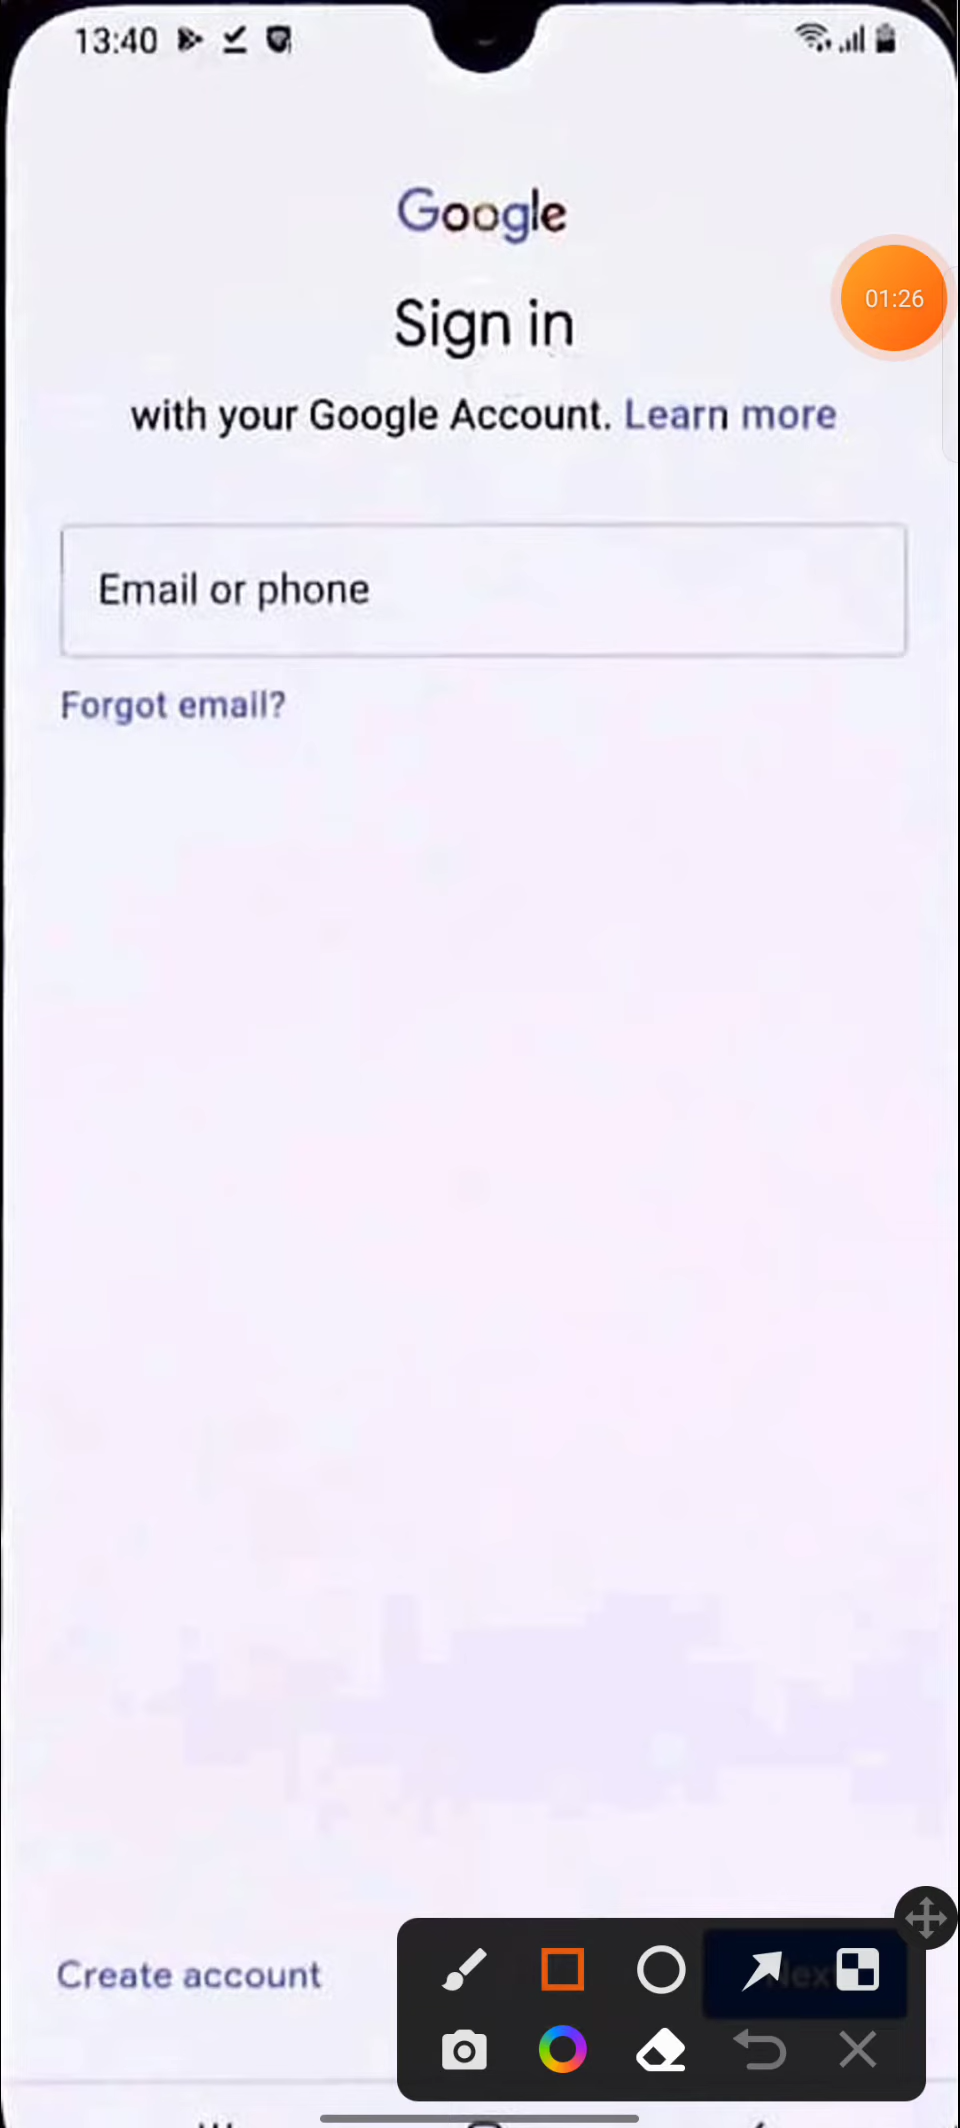 13:40
Google
Sign in
01:26
with your Google Account. Learn more
Email or phone
Forgot email?
Create account